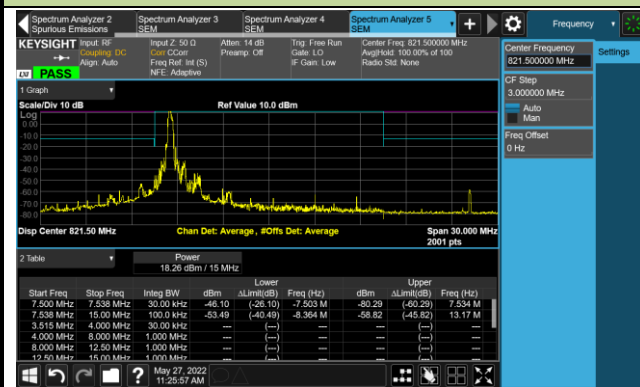 Spectrum Analyzer 2
Spurious Emissions
Spectrum Analyzer 3
SEM
Spectrum Analyzer 4
SEM
Spectrum Analyzer 5
SEM
Frequency
KEYSIGHT
Input: RF
Coupling: DC
Align: Auto
Input Z: 50 Ω
Corr CCorr
Freq Ref: Int (S)
NFE: Adaptive
Atten: 14 dB
Preamp: Off
Trig: Free Run
Gate: LO
IF Gain: Low
Center Freq: 821.500000 MHz
Avg|Hold: 100.00% of 100
Radio Std: None
LXI
PASS
Center Frequency
821.500000 MHz
Settings
CF Step
3.000000 MHz
Auto
Man
Freq Offset
0 Hz
1 Graph
Scale/Div 10 dB
Ref Value 10.0 dBm
Log
0.00
-10.0
-20.0
-30.0
-40.0
-50.0
-60.0
-70.0
-80.0
Disp Center 821.50 MHz
Chan Det: Average, #Offs Det: Average
Span 30.000 MHz
2001 pts
2 Table
Power
18.26 dBm / 15 MHz
Lower Upper
Start Freq Stop Freq Integ BW dBm ΔLimit(dB) Freq (Hz) dBm ΔLimit(dB) Freq (Hz)
7.500 MHz 7.538 MHz 30.00 kHz -46.10 (-26.10) -7.503 M -80.29 (-60.29) 7.534 M
7.538 MHz 15.00 MHz 100.0 kHz -53.49 (-40.49) -8.364 M -58.82 (-45.82) 13.17 M
3.515 MHz 4.000 MHz 30.00 kHz --- (---) --- --- (---) ---
4.000 MHz 8.000 MHz 1.000 MHz --- (---) --- --- (---) ---
8.000 MHz 12.50 MHz 1.000 MHz --- (---) --- --- (---) ---
12.50 MHz 15.00 MHz 1.000 MHz --- (---) --- --- (---) ---
May 27, 2022
11:25:57 AM